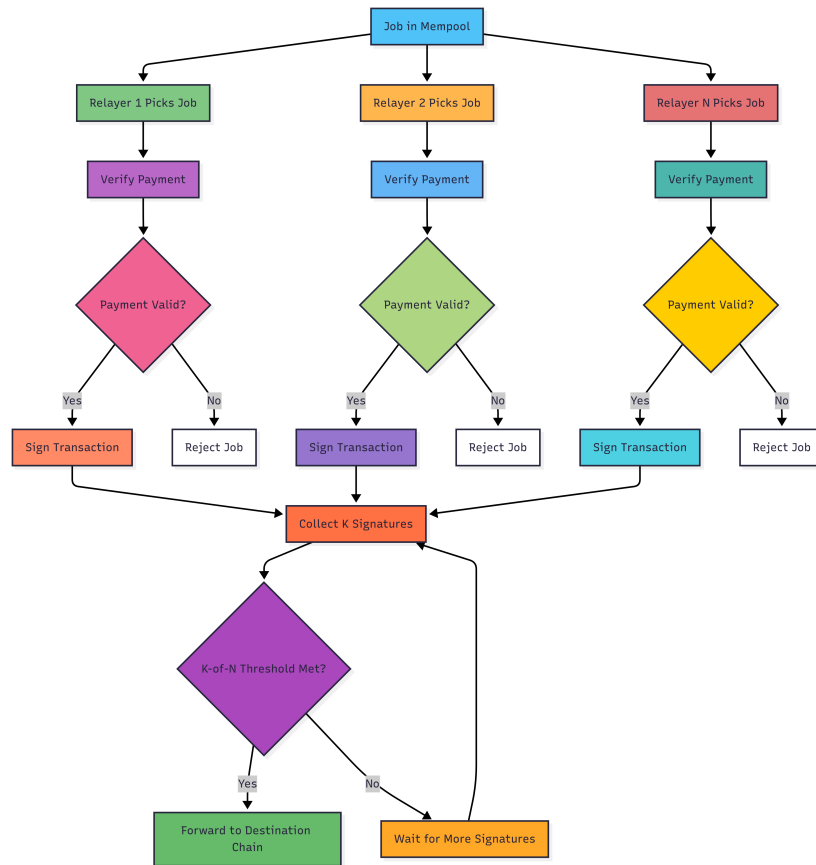 Job in Mempool
Relayer 1 Picks Job
Relayer 2 Picks Job
Relayer N Picks Job
Verify Payment
Verify Payment
Verify Payment
Payment Valid?
Payment Valid?
Payment Valid?
Yes
No
Yes
No
Yes
No
Sign Transaction
Reject Job
Sign Transaction
Reject Job
Sign Transaction
Reject Job
Collect K Signatures
K-of-N Threshold Met?
Yes
No
Forward to Destination
Chain
Wait for More Signatures